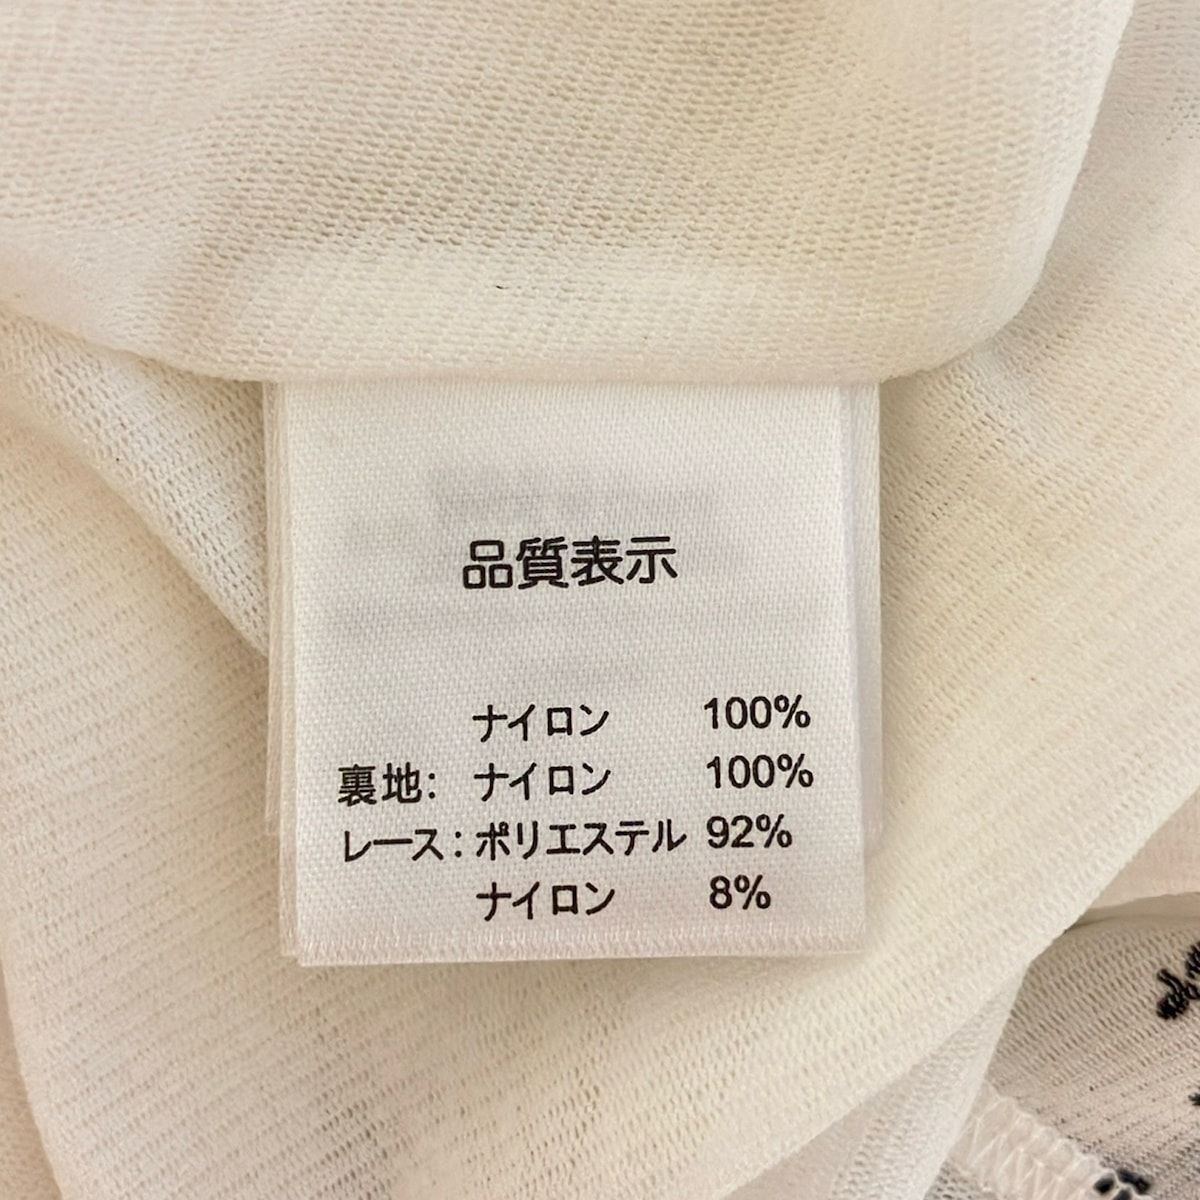 品質表示
ナイロン 100%
裏地: ナイロン 100%
レース: ポリエステル 92%
ナイロン 8%